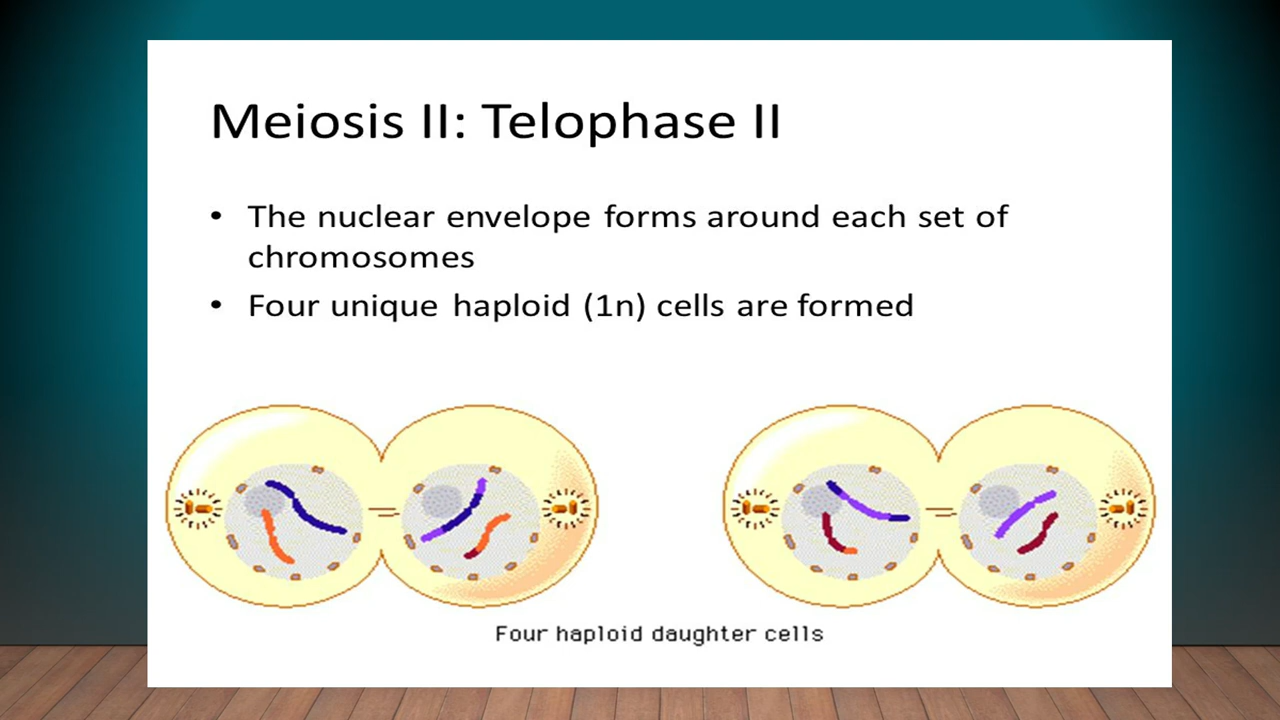 Meiosis II: Telophase II
• The nuclear envelope forms around each set of
chromosomes
• Four unique haploid (1n) cells are formed
Four haploid daughter cells